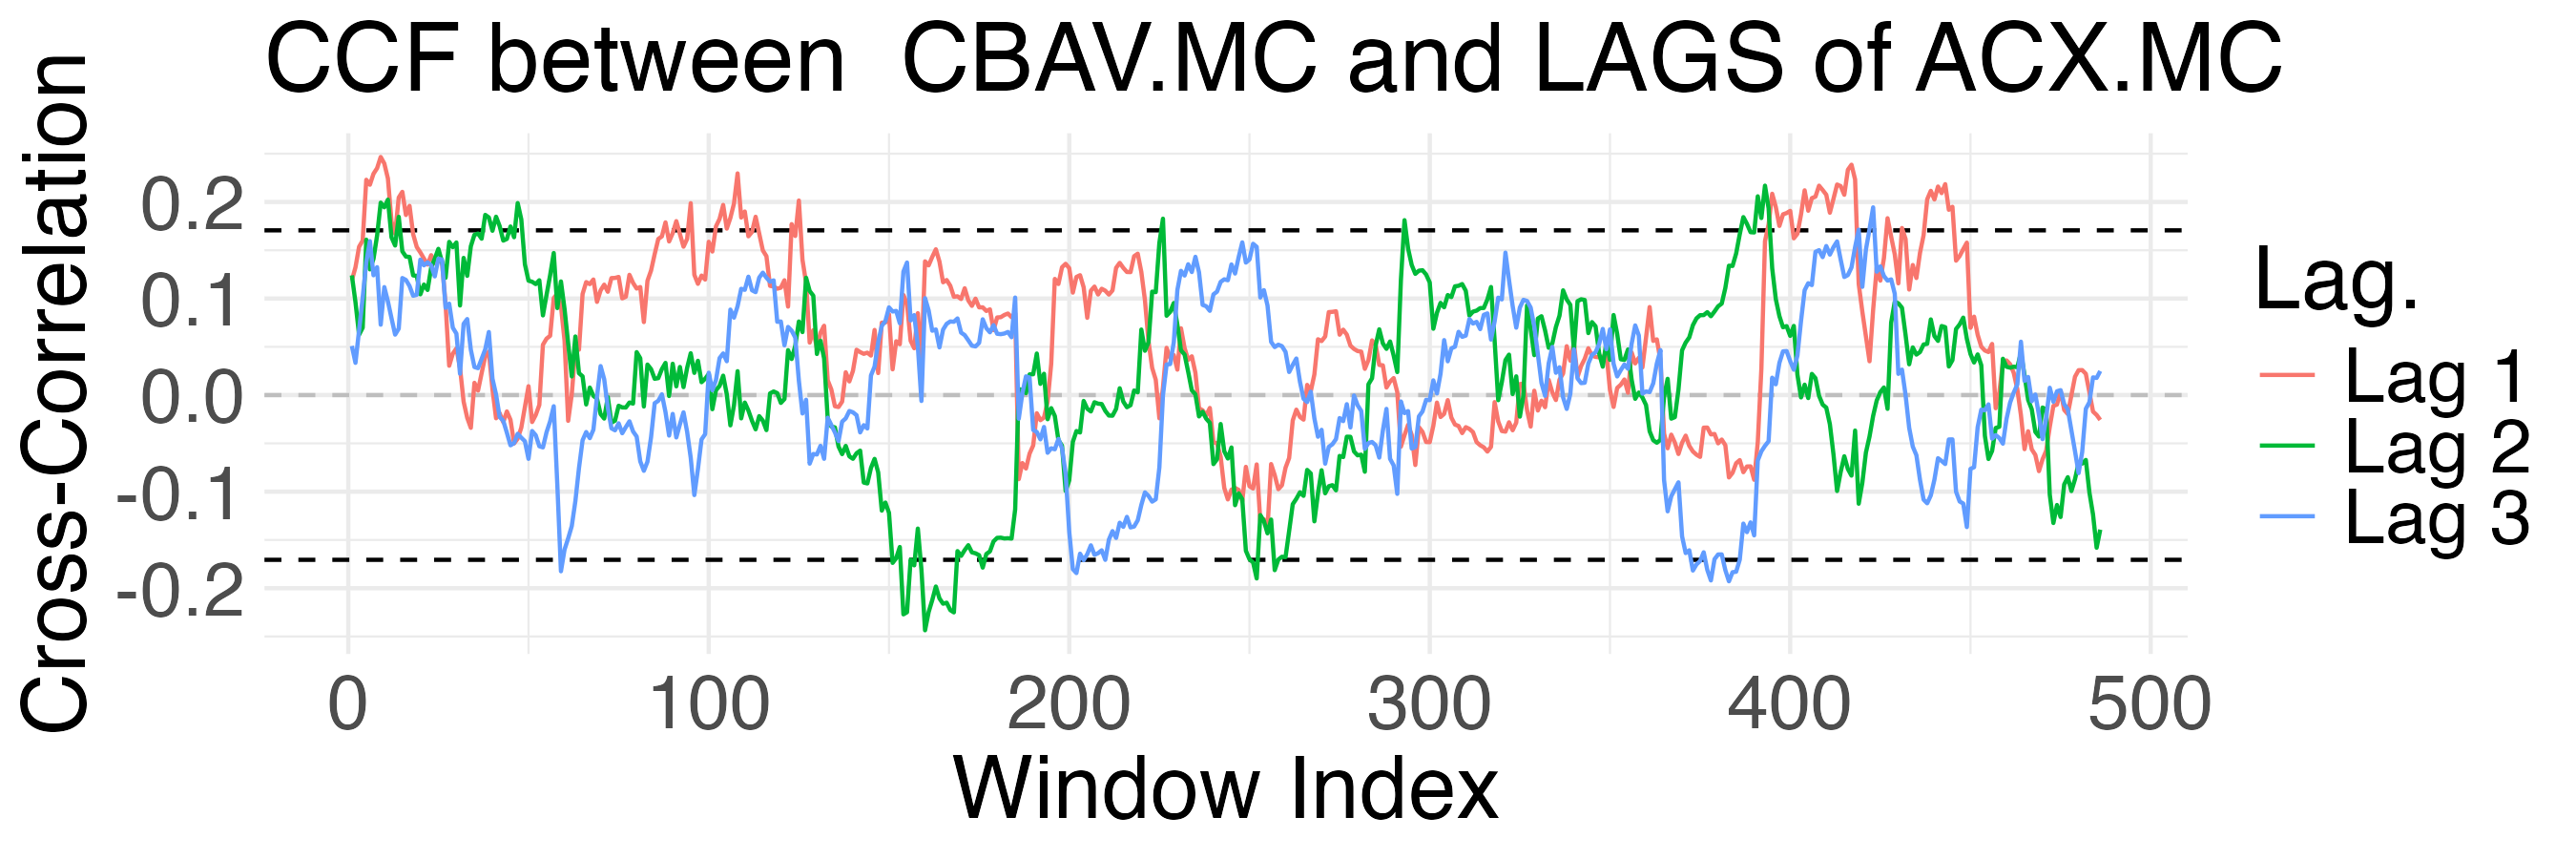 CCF between  CBAV.MC and LAGS of ACX.MC
Cross-Correlation
0.2
0.1
0.0
-0.1
-0.2
0 100 200 300 400 500
Window Index
Lag.
Lag 1
Lag 2
Lag 3